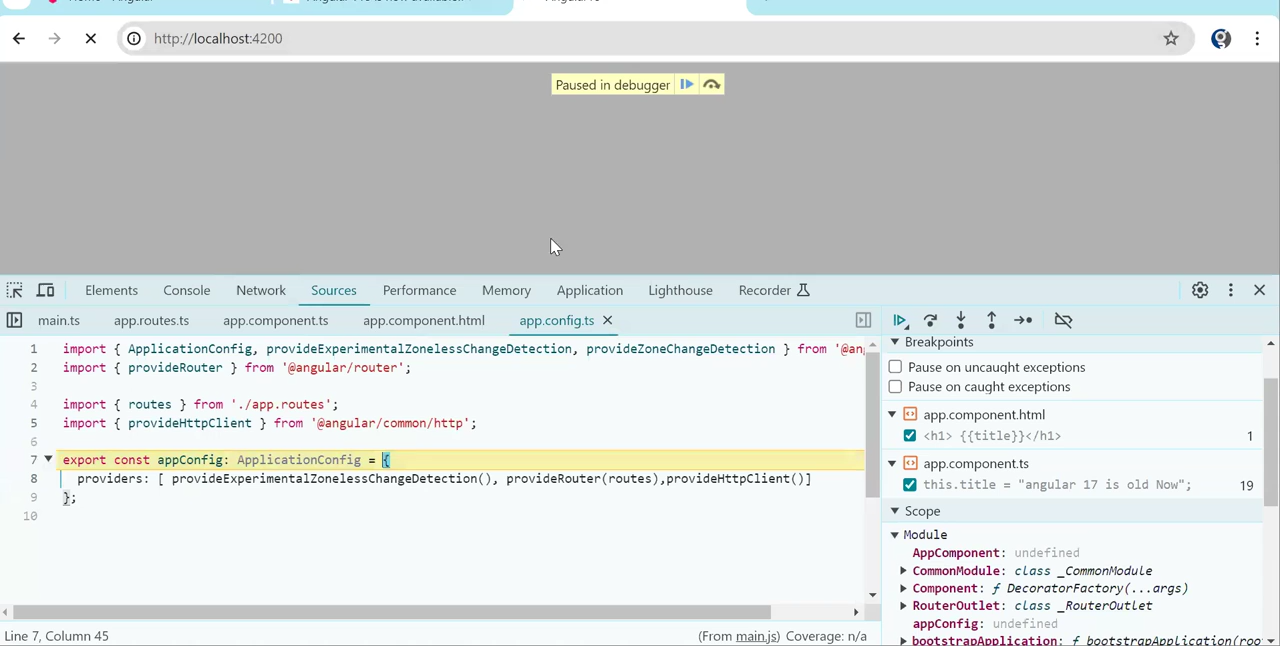 http://localhost:4200
Paused in debugger
Elements Console Network Sources Performance Memory Application Lighthouse Recorder
main.ts app.routes.ts app.component.ts app.component.html app.config.ts
1 import { ApplicationConfig, provideExperimentalZonelessChangeDetection, provideZoneChangeDetection } from '@an
2 import { provideRouter } from '@angular/router';
3
4 import { routes } from './app.routes';
5 import { provideHttpClient } from '@angular/common/http';
6
7 export const appConfig: ApplicationConfig = {
8 providers: [ provideExperimentalZonelessChangeDetection(), provideRouter(routes),provideHttpClient()]
9 };
10
Line 7, Column 45 (From main.js) Coverage: n/a
Breakpoints
Pause on uncaught exceptions
Pause on caught exceptions
app.component.html
<h1> {{title}}</h1> 1
app.component.ts
this.title = "angular 17 is old Now"; 19
Scope
Module
AppComponent: undefined
CommonModule: class _CommonModule
Component: ƒ DecoratorFactory(...args)
RouterOutlet: class _RouterOutlet
appConfig: undefined
bootstrapApplication: ƒ bootstrapApplication(roo